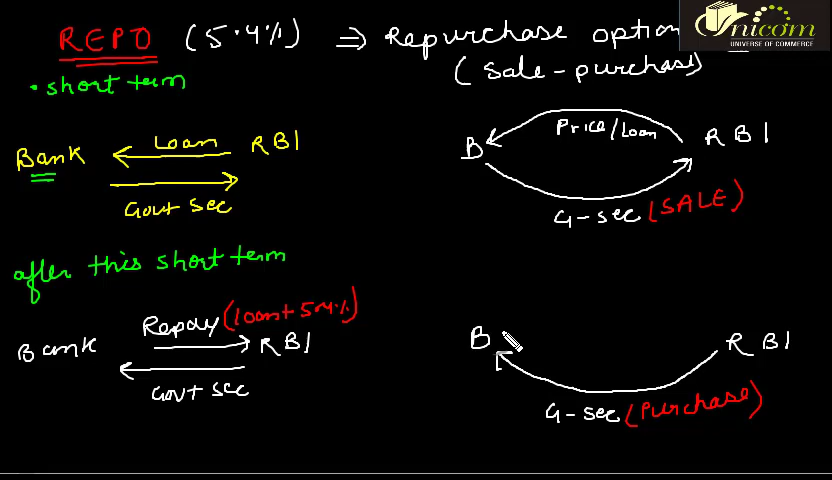 REPO (5.4%) ⇒ Repurchase option
(Sale-purchase)
• short term
Bank Loan RBI
Govt Sec
B Price/Loan RBI
G-sec (SALE)
after this short term
Bank Repay (loan+5.4%) RBI
Govt Sec
B RBI
G-sec (Purchase)
Unicom
UNIVERSE OF COMMERCE